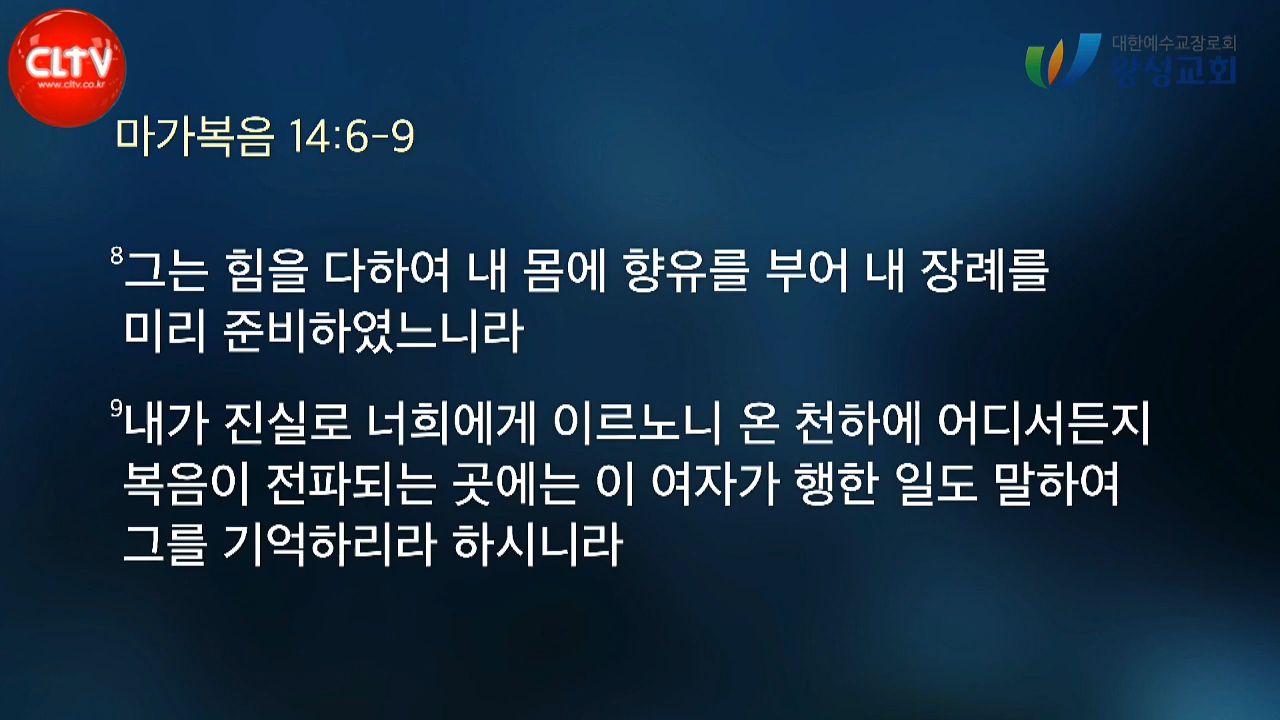 CLTV
www.cltv.co.kr
대한예수교장로회
왕성교회
마가복음 14:6-9
8그는 힘을 다하여 내 몸에 향유를 부어 내 장례를
미리 준비하였느니라
9내가 진실로 너희에게 이르노니 온 천하에 어디서든지
복음이 전파되는 곳에는 이 여자가 행한 일도 말하여
그를 기억하리라 하시니라